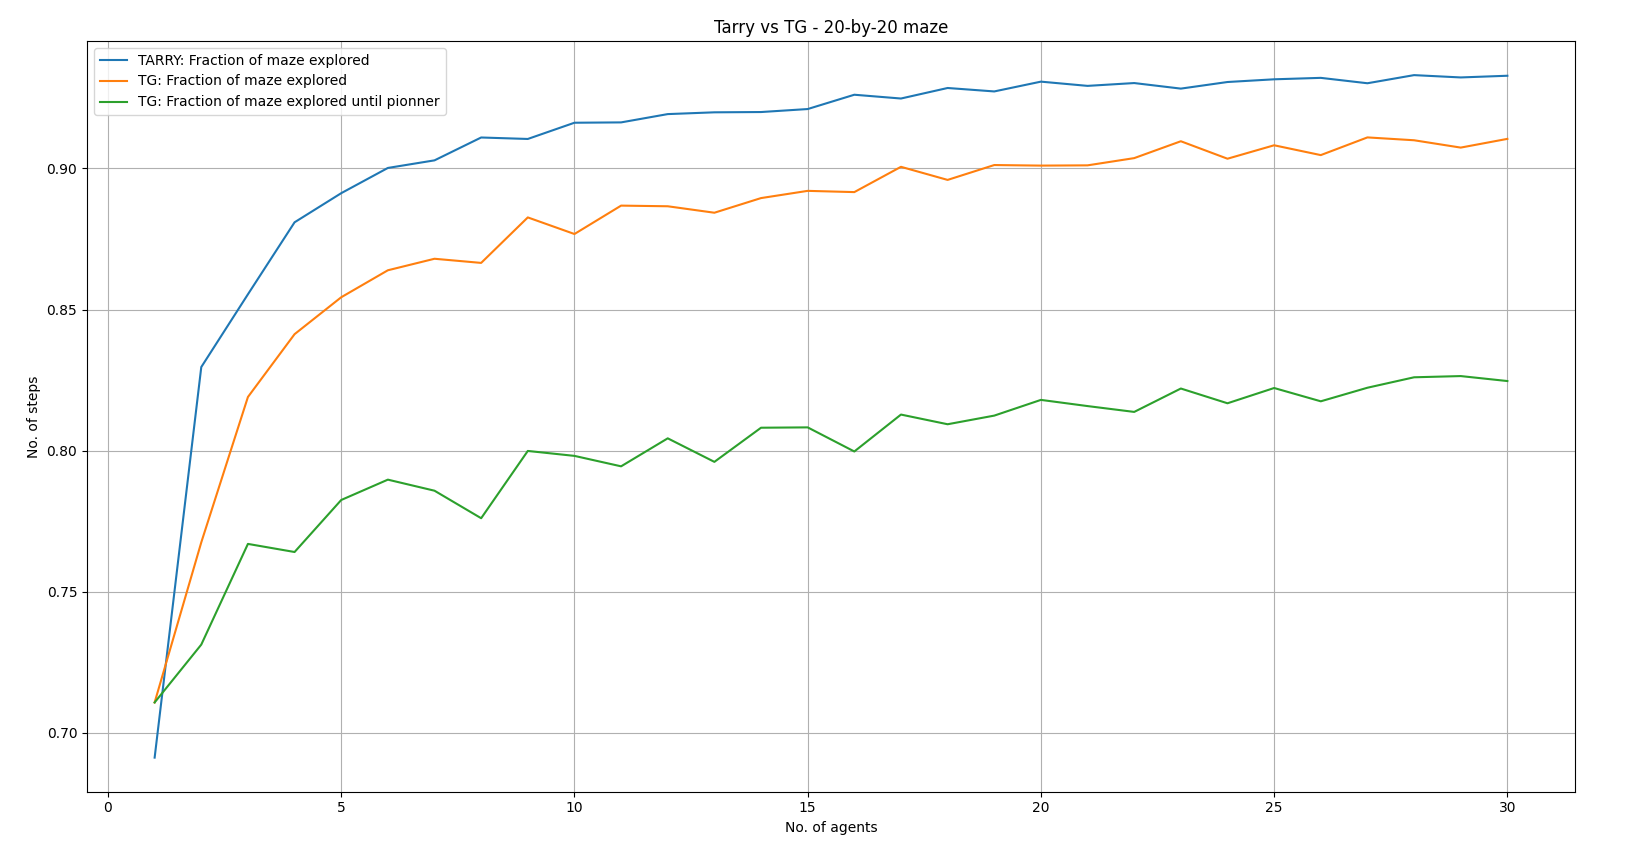 Tarry vs TG - 20-by-20 maze
TARRY: Fraction of maze explored
TG: Fraction of maze explored
TG: Fraction of maze explored until pionner
0.90
0.85
0.80
0.75
0.70
No. of steps
0
5
10
15
20
25
30
No. of agents